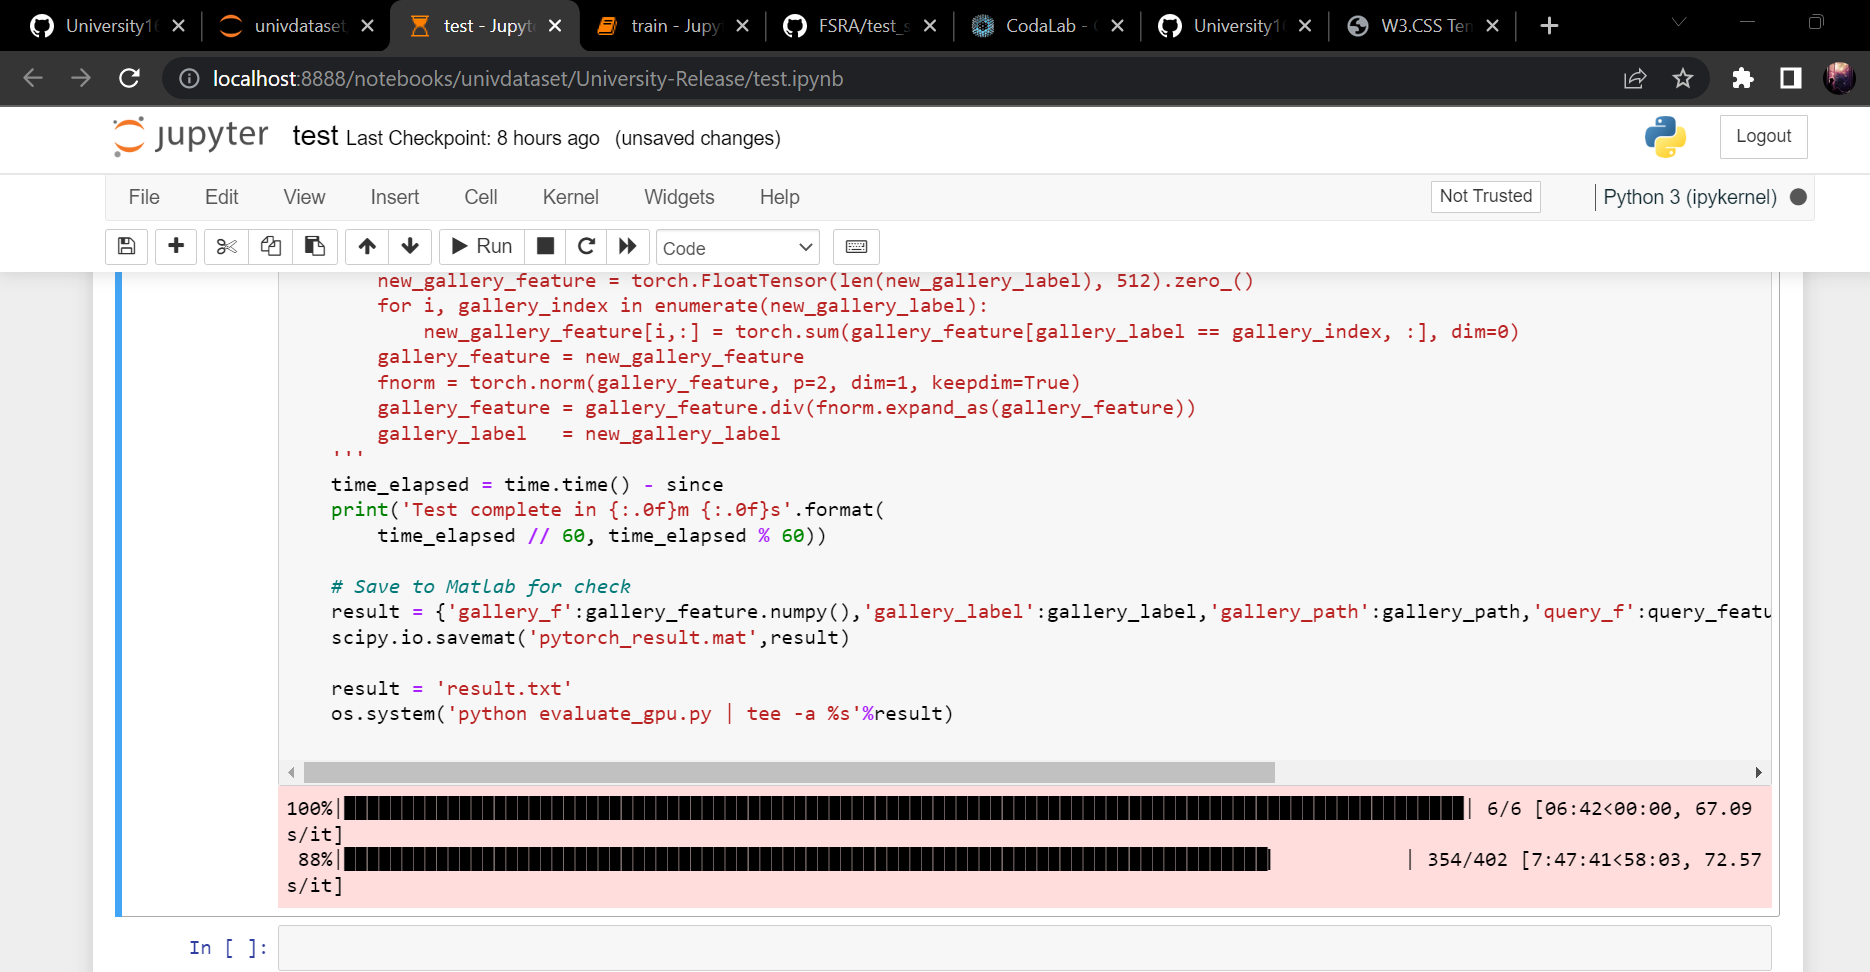 University16
univdataset
test - Jupyte
train - Jupy
FSRA/test_s
CodaLab -
University16
W3.CSS Tem
localhost:8888/notebooks/univdataset/University-Release/test.ipynb
jupyter test Last Checkpoint: 8 hours ago (unsaved changes)
Logout
File Edit View Insert Cell Kernel Widgets Help
Not Trusted
Python 3 (ipykernel)
Run
Code
new_gallery_feature = torch.FloatTensor(len(new_gallery_label), 512).zero_()
for i, gallery_index in enumerate(new_gallery_label):
new_gallery_feature[i,:] = torch.sum(gallery_feature[gallery_label == gallery_index, :], dim=0)
gallery_feature = new_gallery_feature
fnorm = torch.norm(gallery_feature, p=2, dim=1, keepdim=True)
gallery_feature = gallery_feature.div(fnorm.expand_as(gallery_feature))
gallery_label   = new_gallery_label
'''
time_elapsed = time.time() - since
print('Test complete in {:.0f}m {:.0f}s'.format(
time_elapsed // 60, time_elapsed % 60))
# Save to Matlab for check
result = {'gallery_f':gallery_feature.numpy(),'gallery_label':gallery_label,'gallery_path':gallery_path,'query_f':query_featu
scipy.io.savemat('pytorch_result.mat',result)
result = 'result.txt'
os.system('python evaluate_gpu.py | tee -a %s'%result)
100%| | 6/6 [06:42<00:00, 67.09
s/it]
88%| | 354/402 [7:47:41<58:03, 72.57
s/it]
In [ ]: